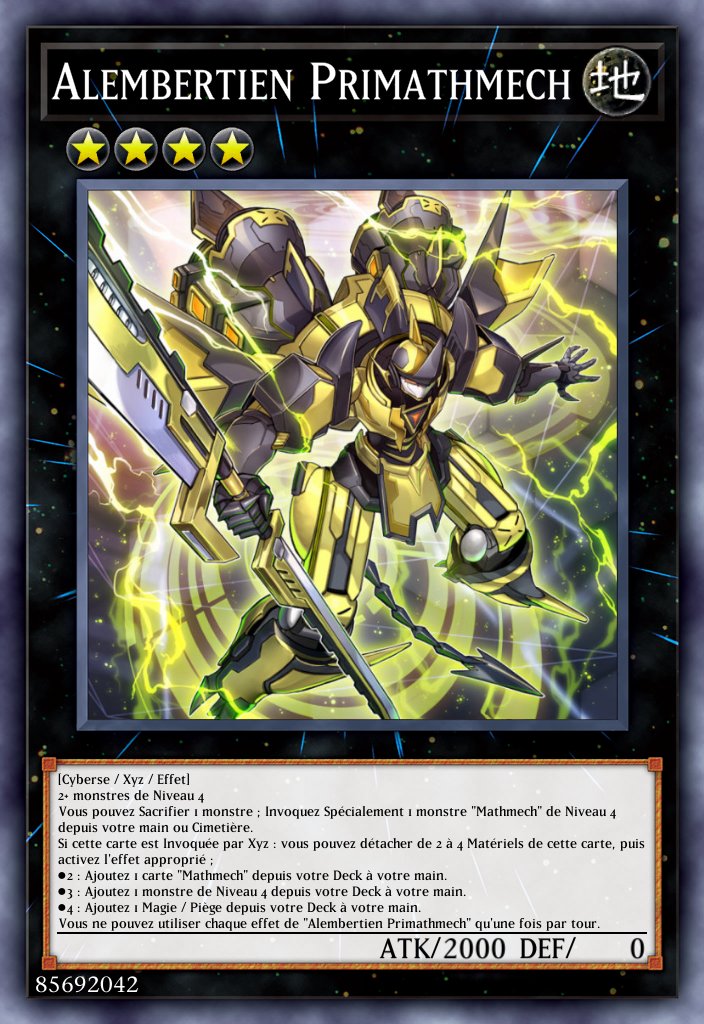 Alembertien Primathmech 地
[Cyberse / Xyz / Effet]
2+ monstres de Niveau 4
Vous pouvez Sacrifier 1 monstre ; Invoquez Spécialement 1 monstre "Mathmech" de Niveau 4
depuis votre main ou Cimetière.
Si cette carte est Invoquée par Xyz : vous pouvez détacher de 2 à 4 Matériels de cette carte, puis
activez l'effet approprié ;
●2 : Ajoutez 1 carte "Mathmech" depuis votre Deck à votre main.
●3 : Ajoutez 1 monstre de Niveau 4 depuis votre Deck à votre main.
●4 : Ajoutez 1 Magie / Piège depuis votre Deck à votre main.
Vous ne pouvez utiliser chaque effet de "Alembertien Primathmech" qu'une fois par tour.
ATK/2000 DEF/ 0
85692042